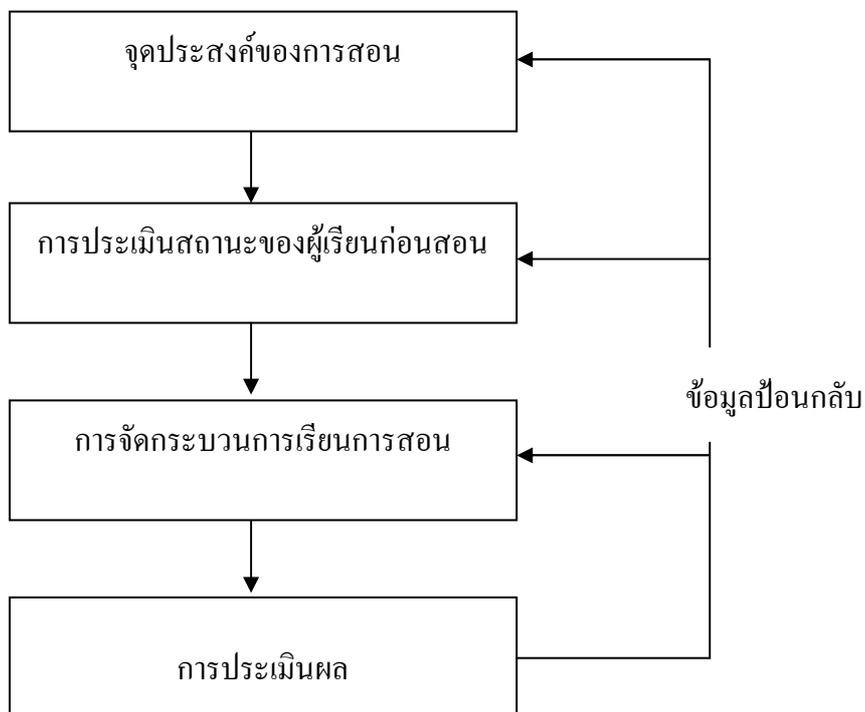 จุดประสงค์ของการสอน
การประเมินสถานะของผู้เรียนก่อนสอน
ข้อมูลป้อนกลับ
การจัดกระบวนการเรียนการสอน
การประเมินผล